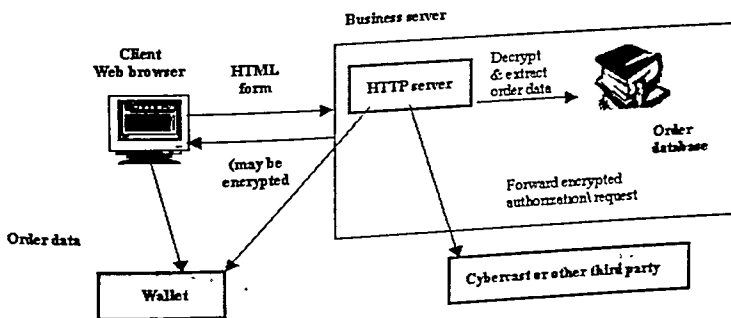 Business server
Client
Web browser
HTML
form
HTTP server
Decrypt
& extract
order data
Order
database
(may be
encrypted
Forward encrypted
authorization\ request
Order data
Wallet
Cybercast or other third party